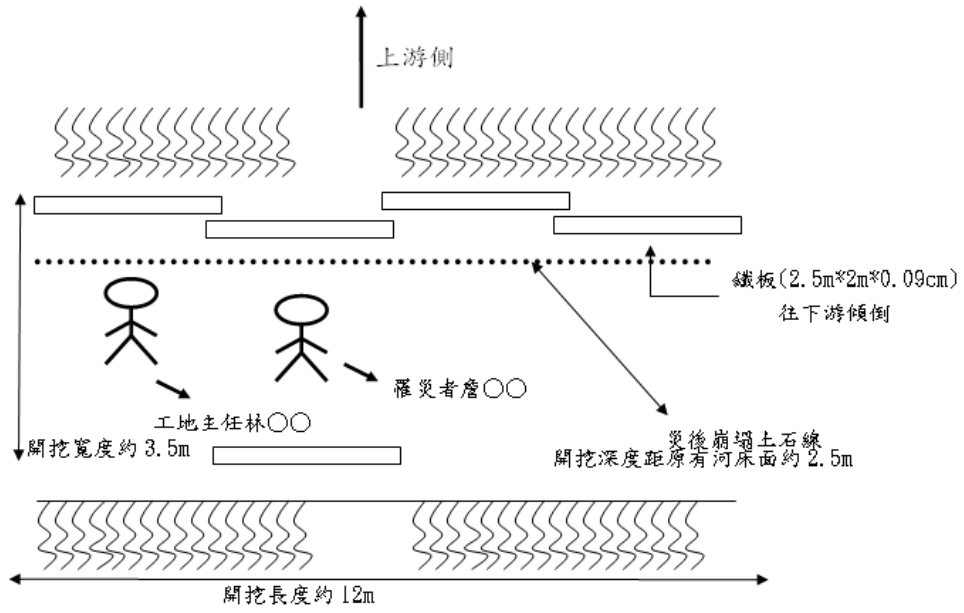 上游側
鐵板(2.5m*2m*0.09cm)
往下游傾倒
罹災者詹○○
工地主任林○○
開挖寬度約3.5m
災後崩塌土石線
開挖深度距原有河床面約2.5m
開挖長度約12m